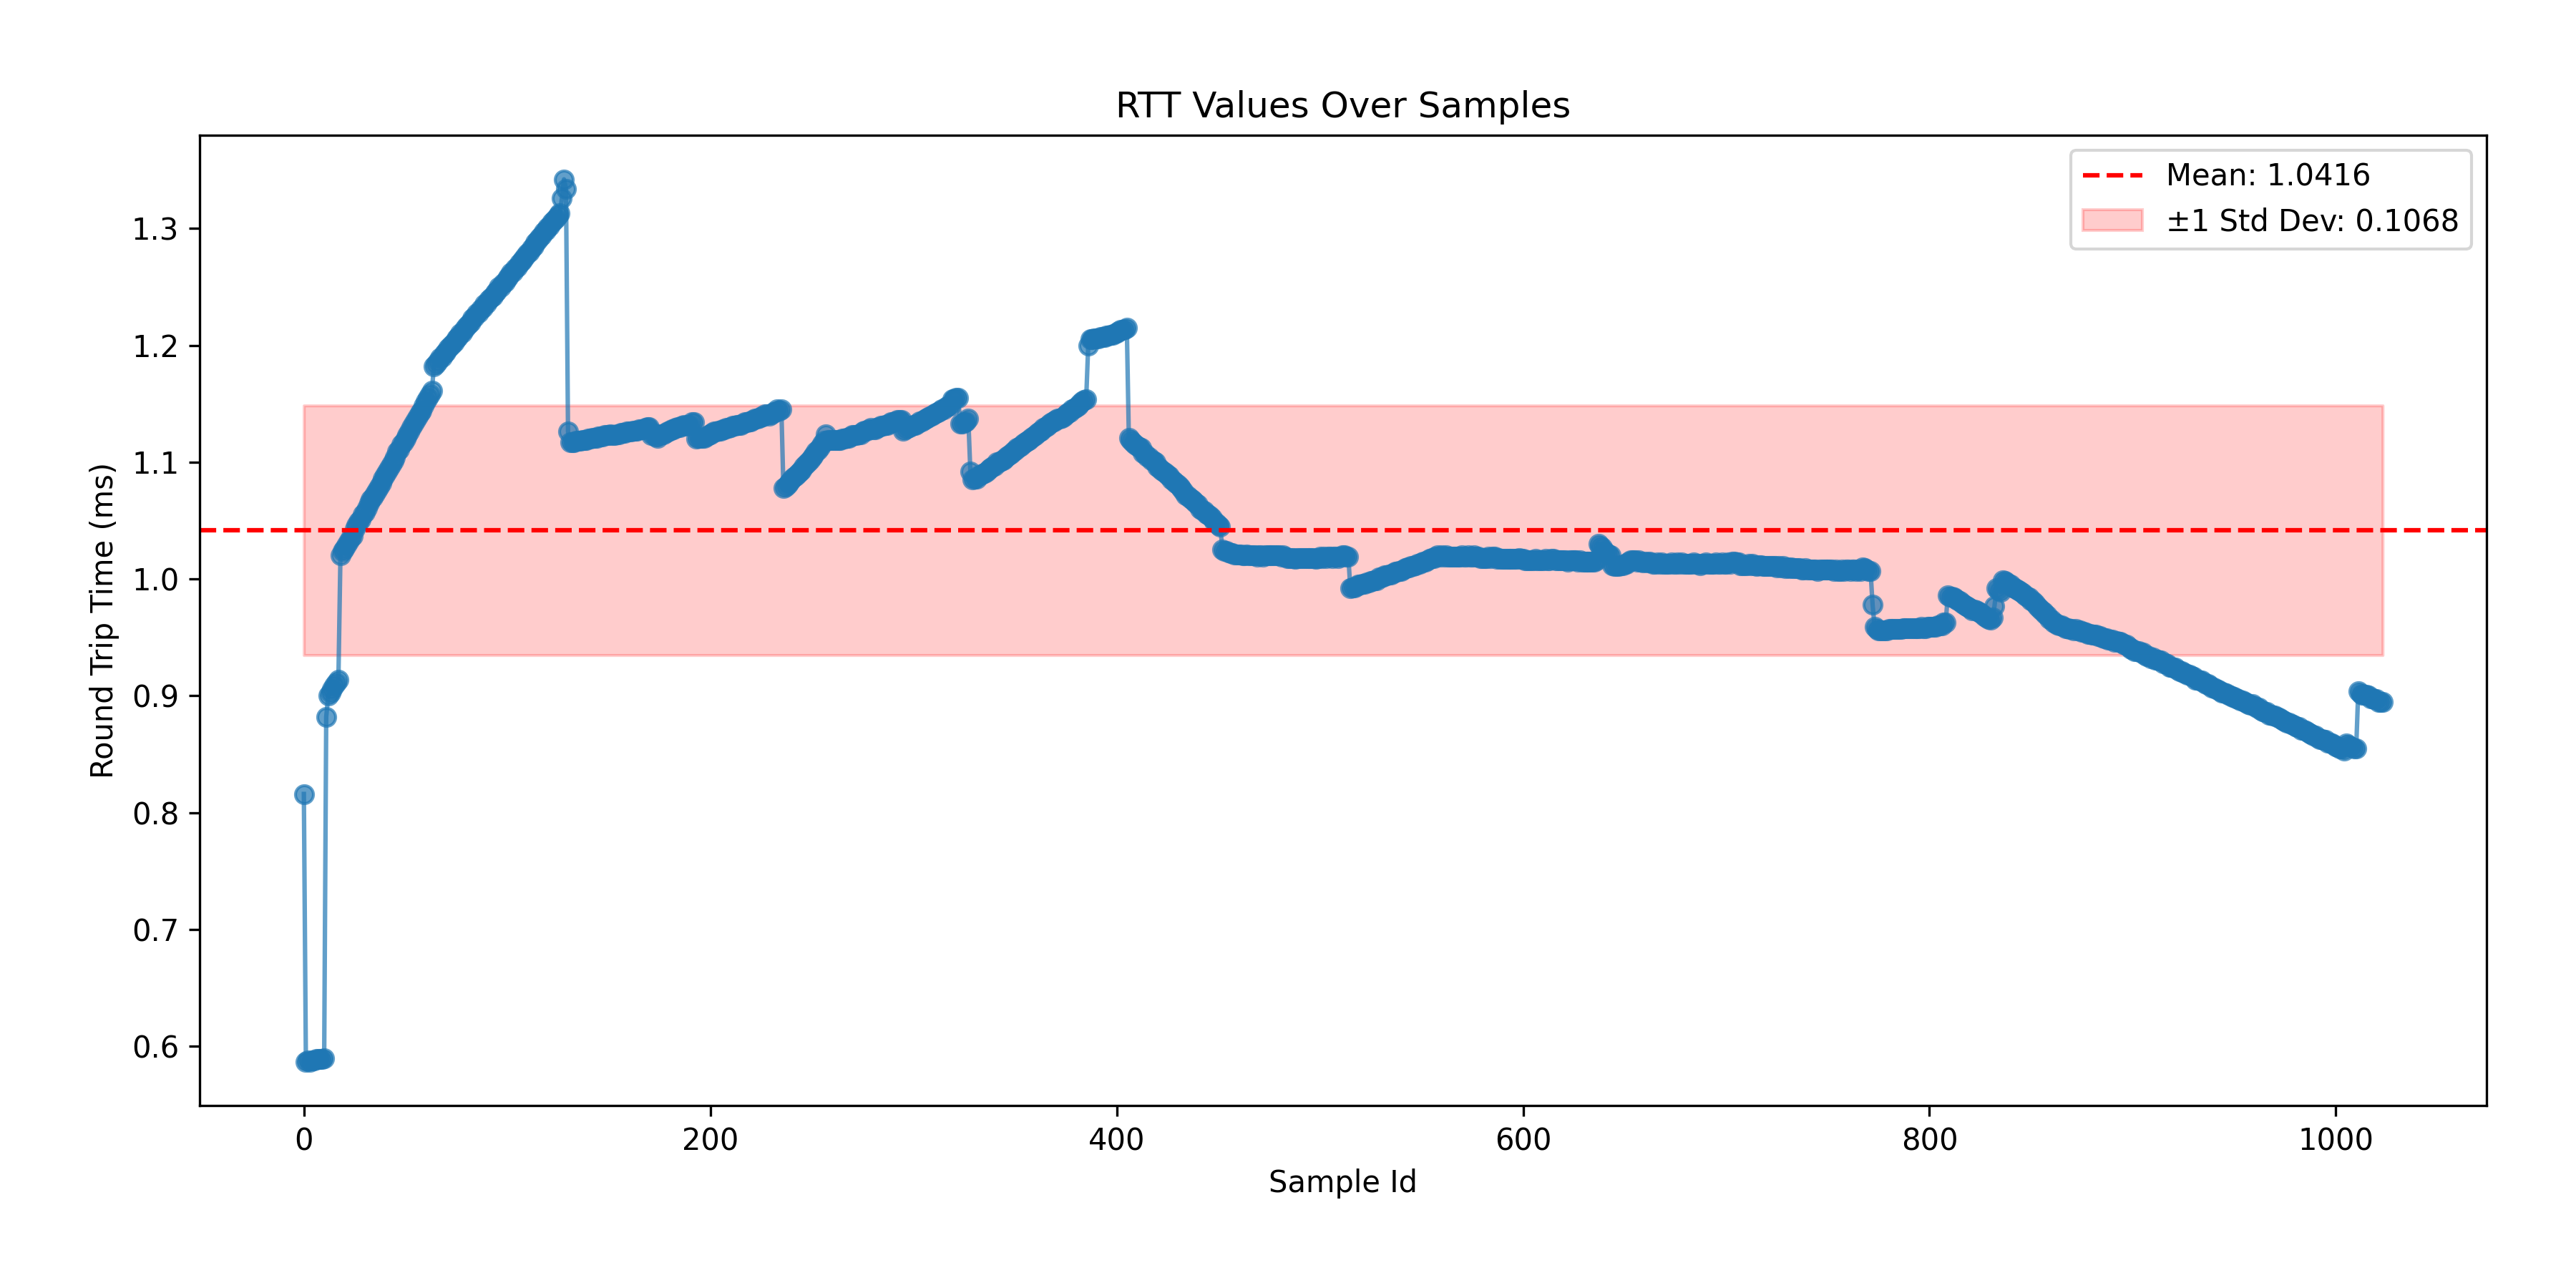 RTT Values Over Samples
Mean: 1.0416
±1 Std Dev: 0.1068
Round Trip Time (ms)
1.3
1.2
1.1
1.0
0.9
0.8
0.7
0.6
0 200 400 600 800 1000
Sample Id